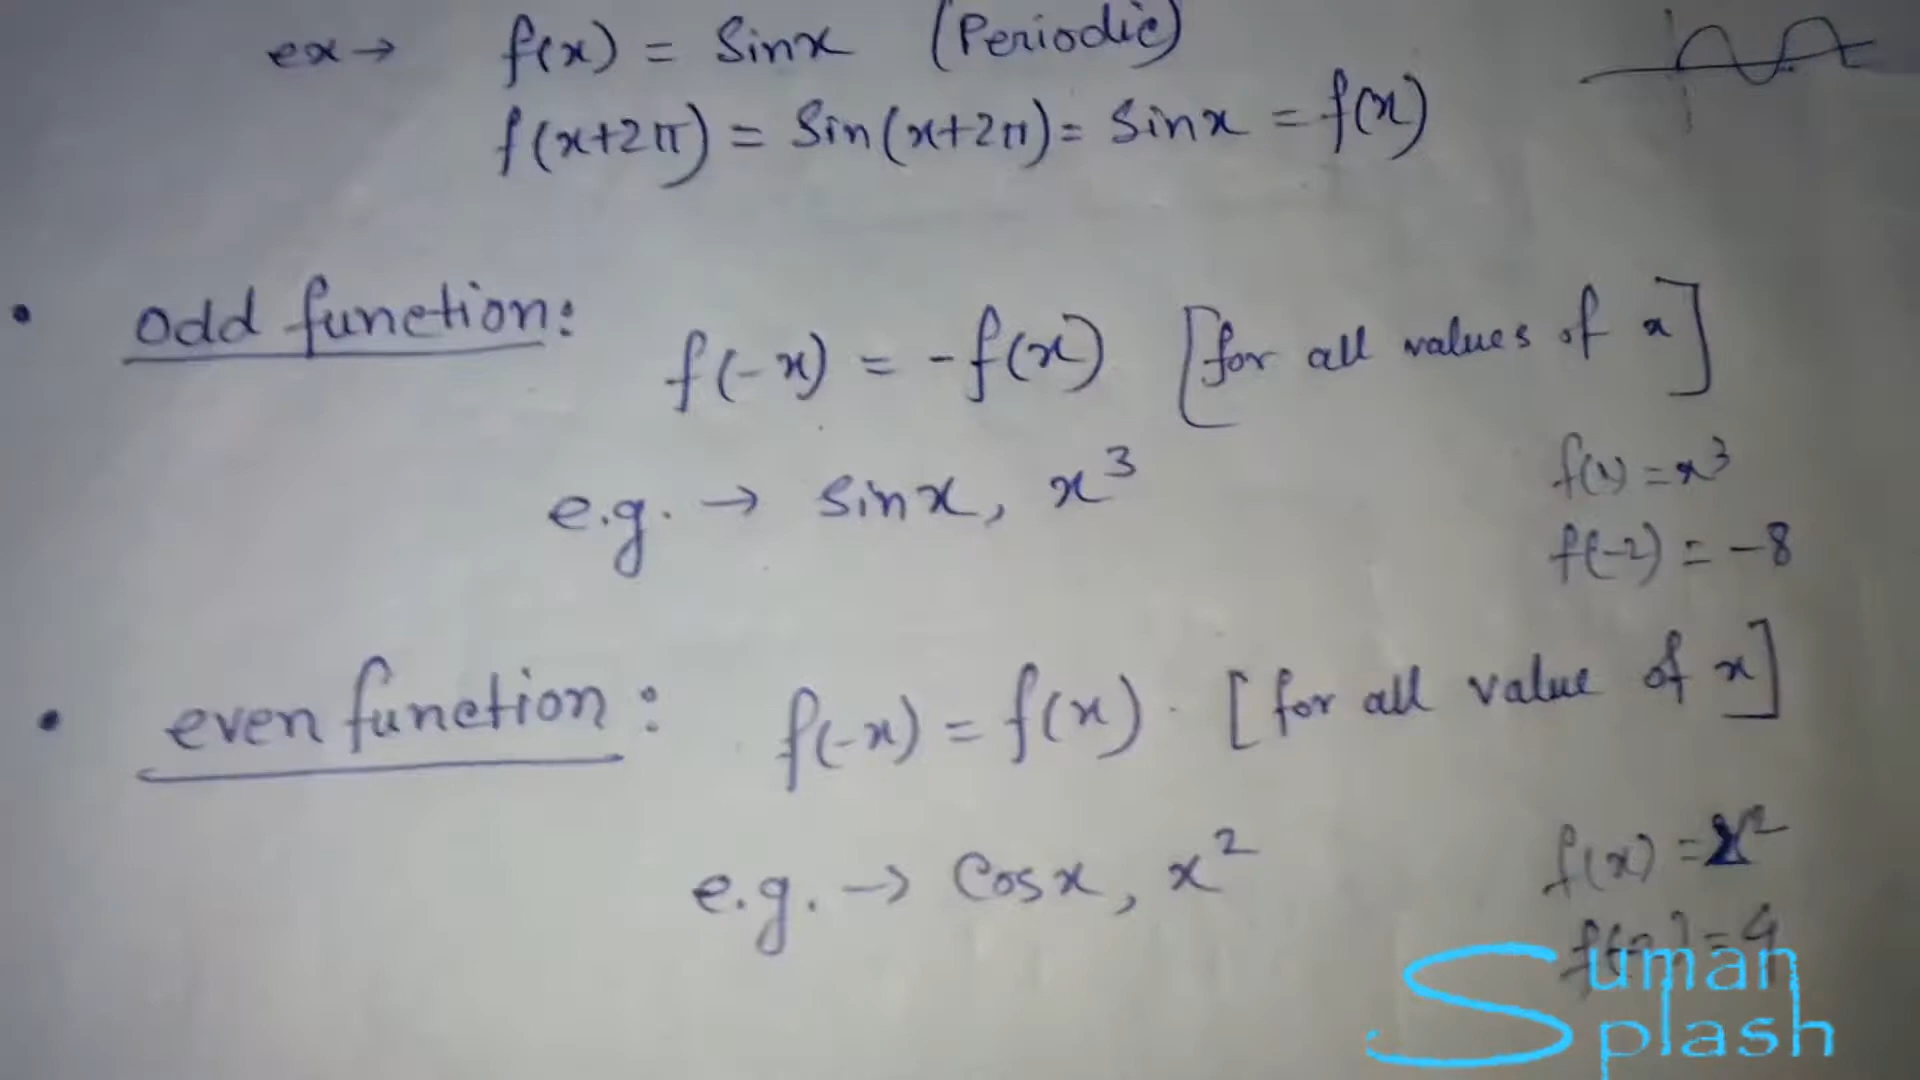 ex → f(x) = Sinx (Periodic)
f(x+2π) = Sin(x+2π) = Sinx = f(x)
• odd function:
f(-x) = -f(x) [for all values of x]
e.g. → Sinx, x³
f(x) = x³
f(-2) = -8
• even function: f(-x) = f(x). [for all value of x]
e.g. → Cosx, x²
f(x) = x²
= 4
Suman
Splash